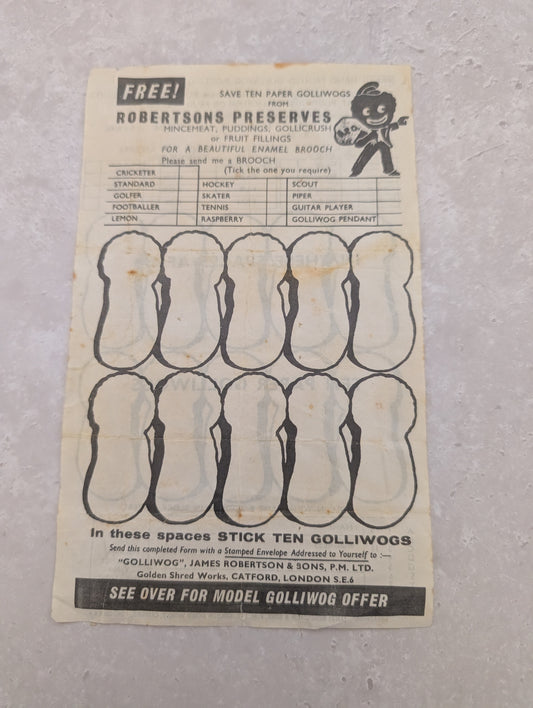 FREE!
SAVE TEN PAPER GOLLIWOGS
FROM
ROBERTSONS PRESERVES
MINCEMEAT, PUDDINGS, GOLLICRUSH
or FRUIT FILLINGS
FOR A BEAUTIFUL ENAMEL BROOCH
Please send me a BROOCH
(Tick the one you require)
CRICKETER
STANDARD HOCKEY SCOUT
GOLFER SKATER PIPER
FOOTBALLER TENNIS GUITAR PLAYER
LEMON RASPBERRY GOLLIWOG PENDANT
In these spaces STICK TEN GOLLIWOGS
Send this completed Form with a Stamped Envelope Addressed to Yourself to :—
"GOLLIWOG", JAMES ROBERTSON & SONS, P.M. LTD.
Golden Shred Works, CATFORD, LONDON S.E.6
SEE OVER FOR MODEL GOLLIWOG OFFER